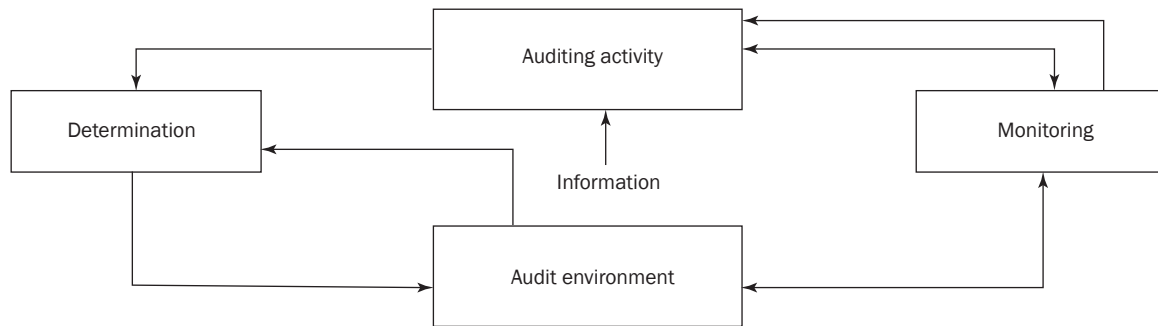 Auditing activity
Determination
Monitoring
Information
Audit environment